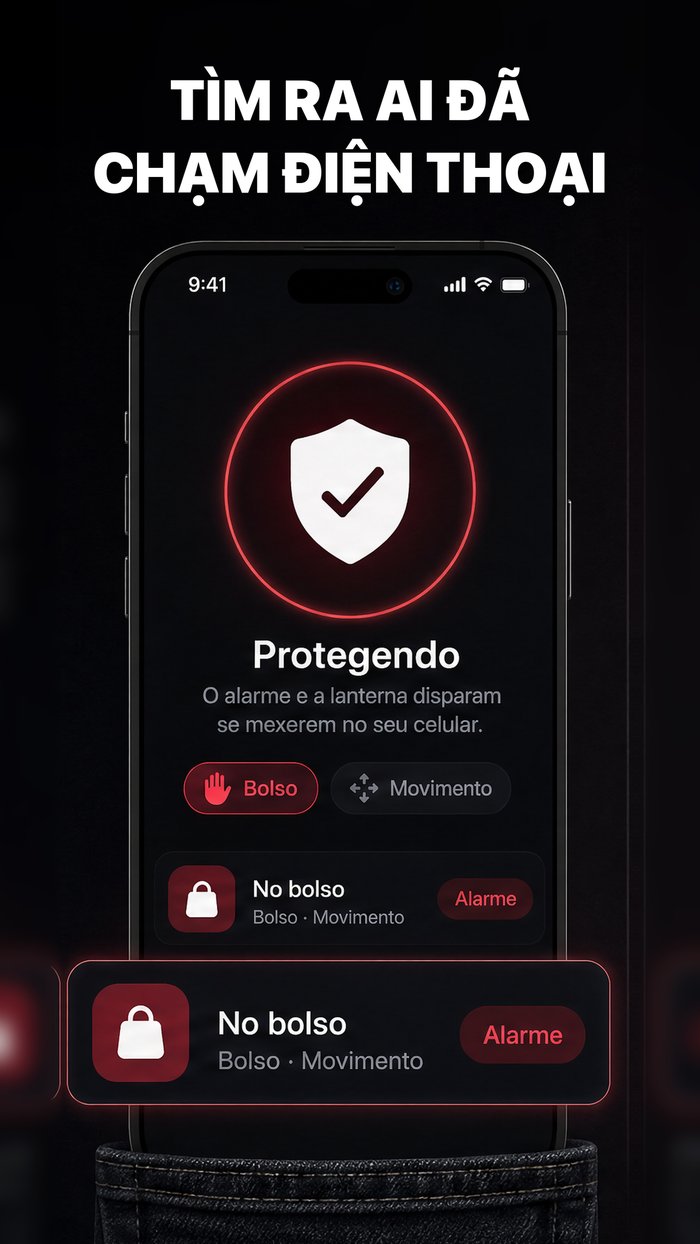 TÌM RA AI ĐÃ
CHẠM ĐIỆN THOẠI
9:41
Protegendo
O alarme e a lanterna disparam
se mexerem no seu celular.
Bolso
Movimento
No bolso
Bolso · Movimento
Alarme
No bolso
Bolso · Movimento
Alarme